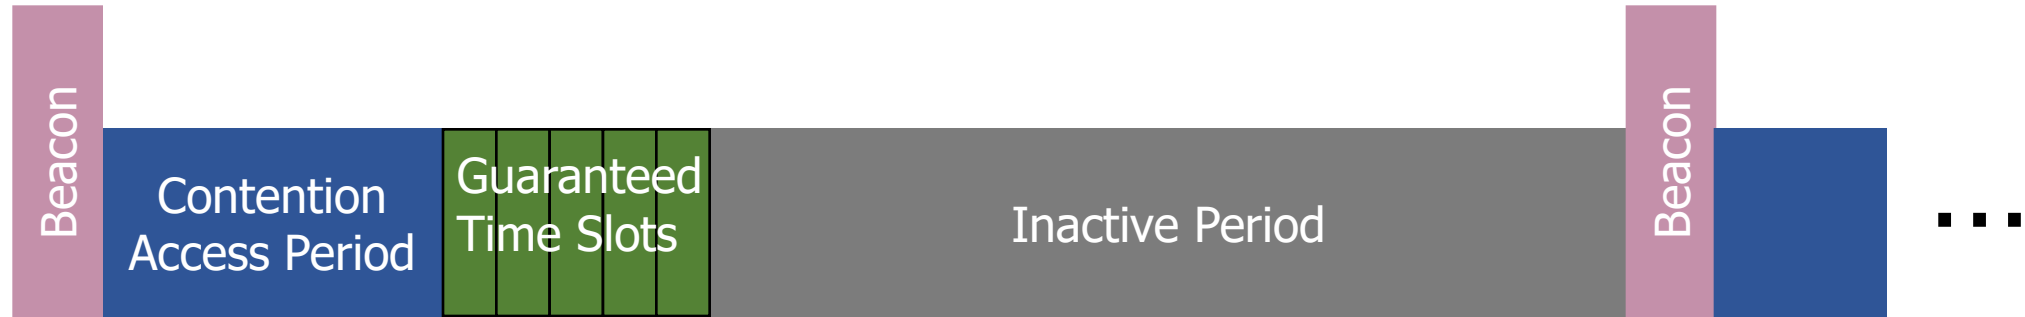 Beacon
Contention
Access Period
Guaranteed
Time Slots
Inactive Period
Beacon
...